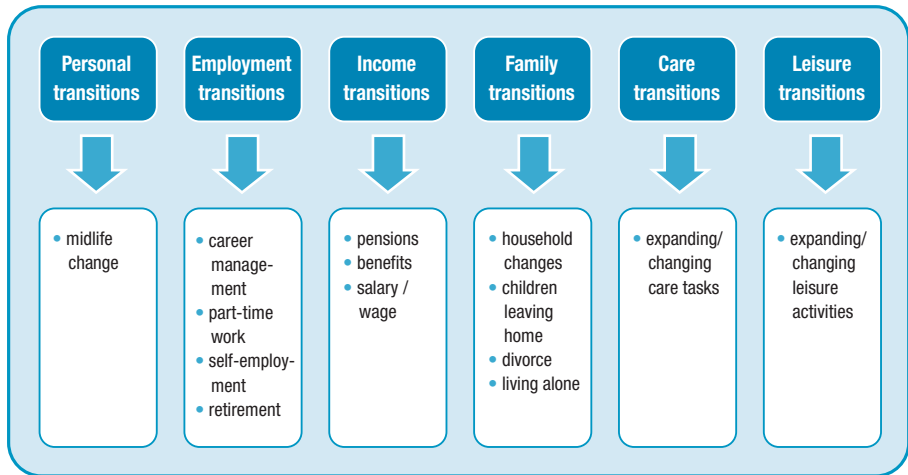 Personal
transitions
Employment
transitions
Income
transitions
Family
transitions
Care
transitions
Leisure
transitions
• midlife
change
• career
manage-
ment
• part-time
work
• self-employ-
ment
• retirement
• pensions
• benefits
• salary /
wage
• household
changes
• children
leaving
home
• divorce
• living alone
• expanding/
changing
care tasks
• expanding/
changing
leisure
activities